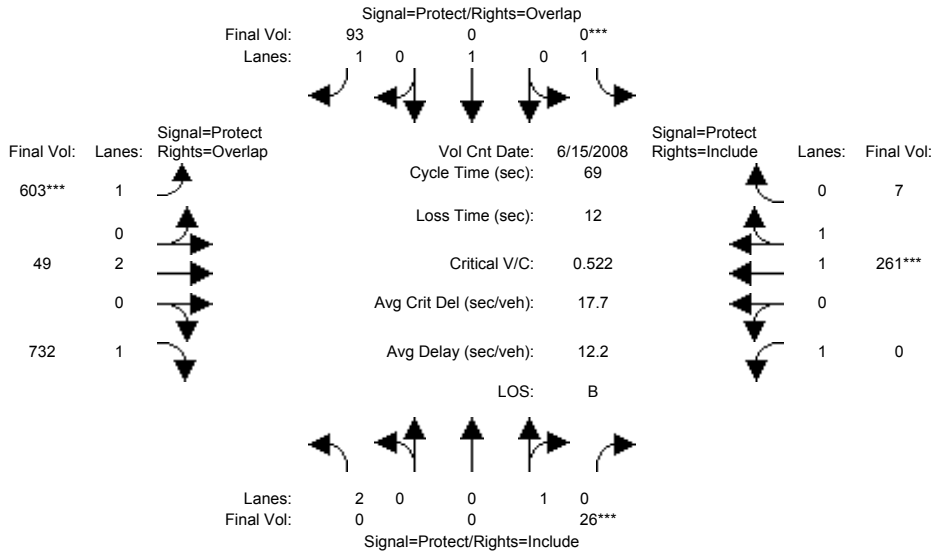 Signal=Protect/Rights=Overlap
Final Vol: 93 0 0***
Lanes: 1 0 1 0 1
Signal=Protect Signal=Protect
Final Vol: Lanes: Rights=Overlap Vol Cnt Date: 6/15/2008 Rights=Include Lanes: Final Vol:
Cycle Time (sec): 69
603*** 1 0 7
Loss Time (sec): 12
0 1
49 2 Critical V/C: 0.522 1 261***
0 Avg Crit Del (sec/veh): 17.7 0
732 1 Avg Delay (sec/veh): 12.2 1 0
LOS: B
Lanes: 2 0 0 1 0
Final Vol: 0 0 26***
Signal=Protect/Rights=Include